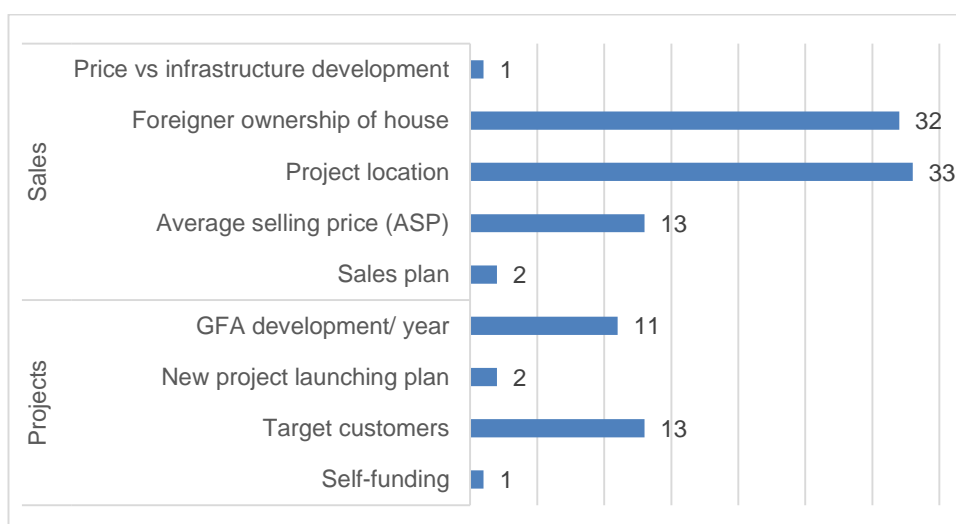 Sales
Price vs infrastructure development 1
Foreigner ownership of house 32
Project location 33
Average selling price (ASP) 13
Sales plan 2
Projects
GFA development/ year 11
New project launching plan 2
Target customers 13
Self-funding 1